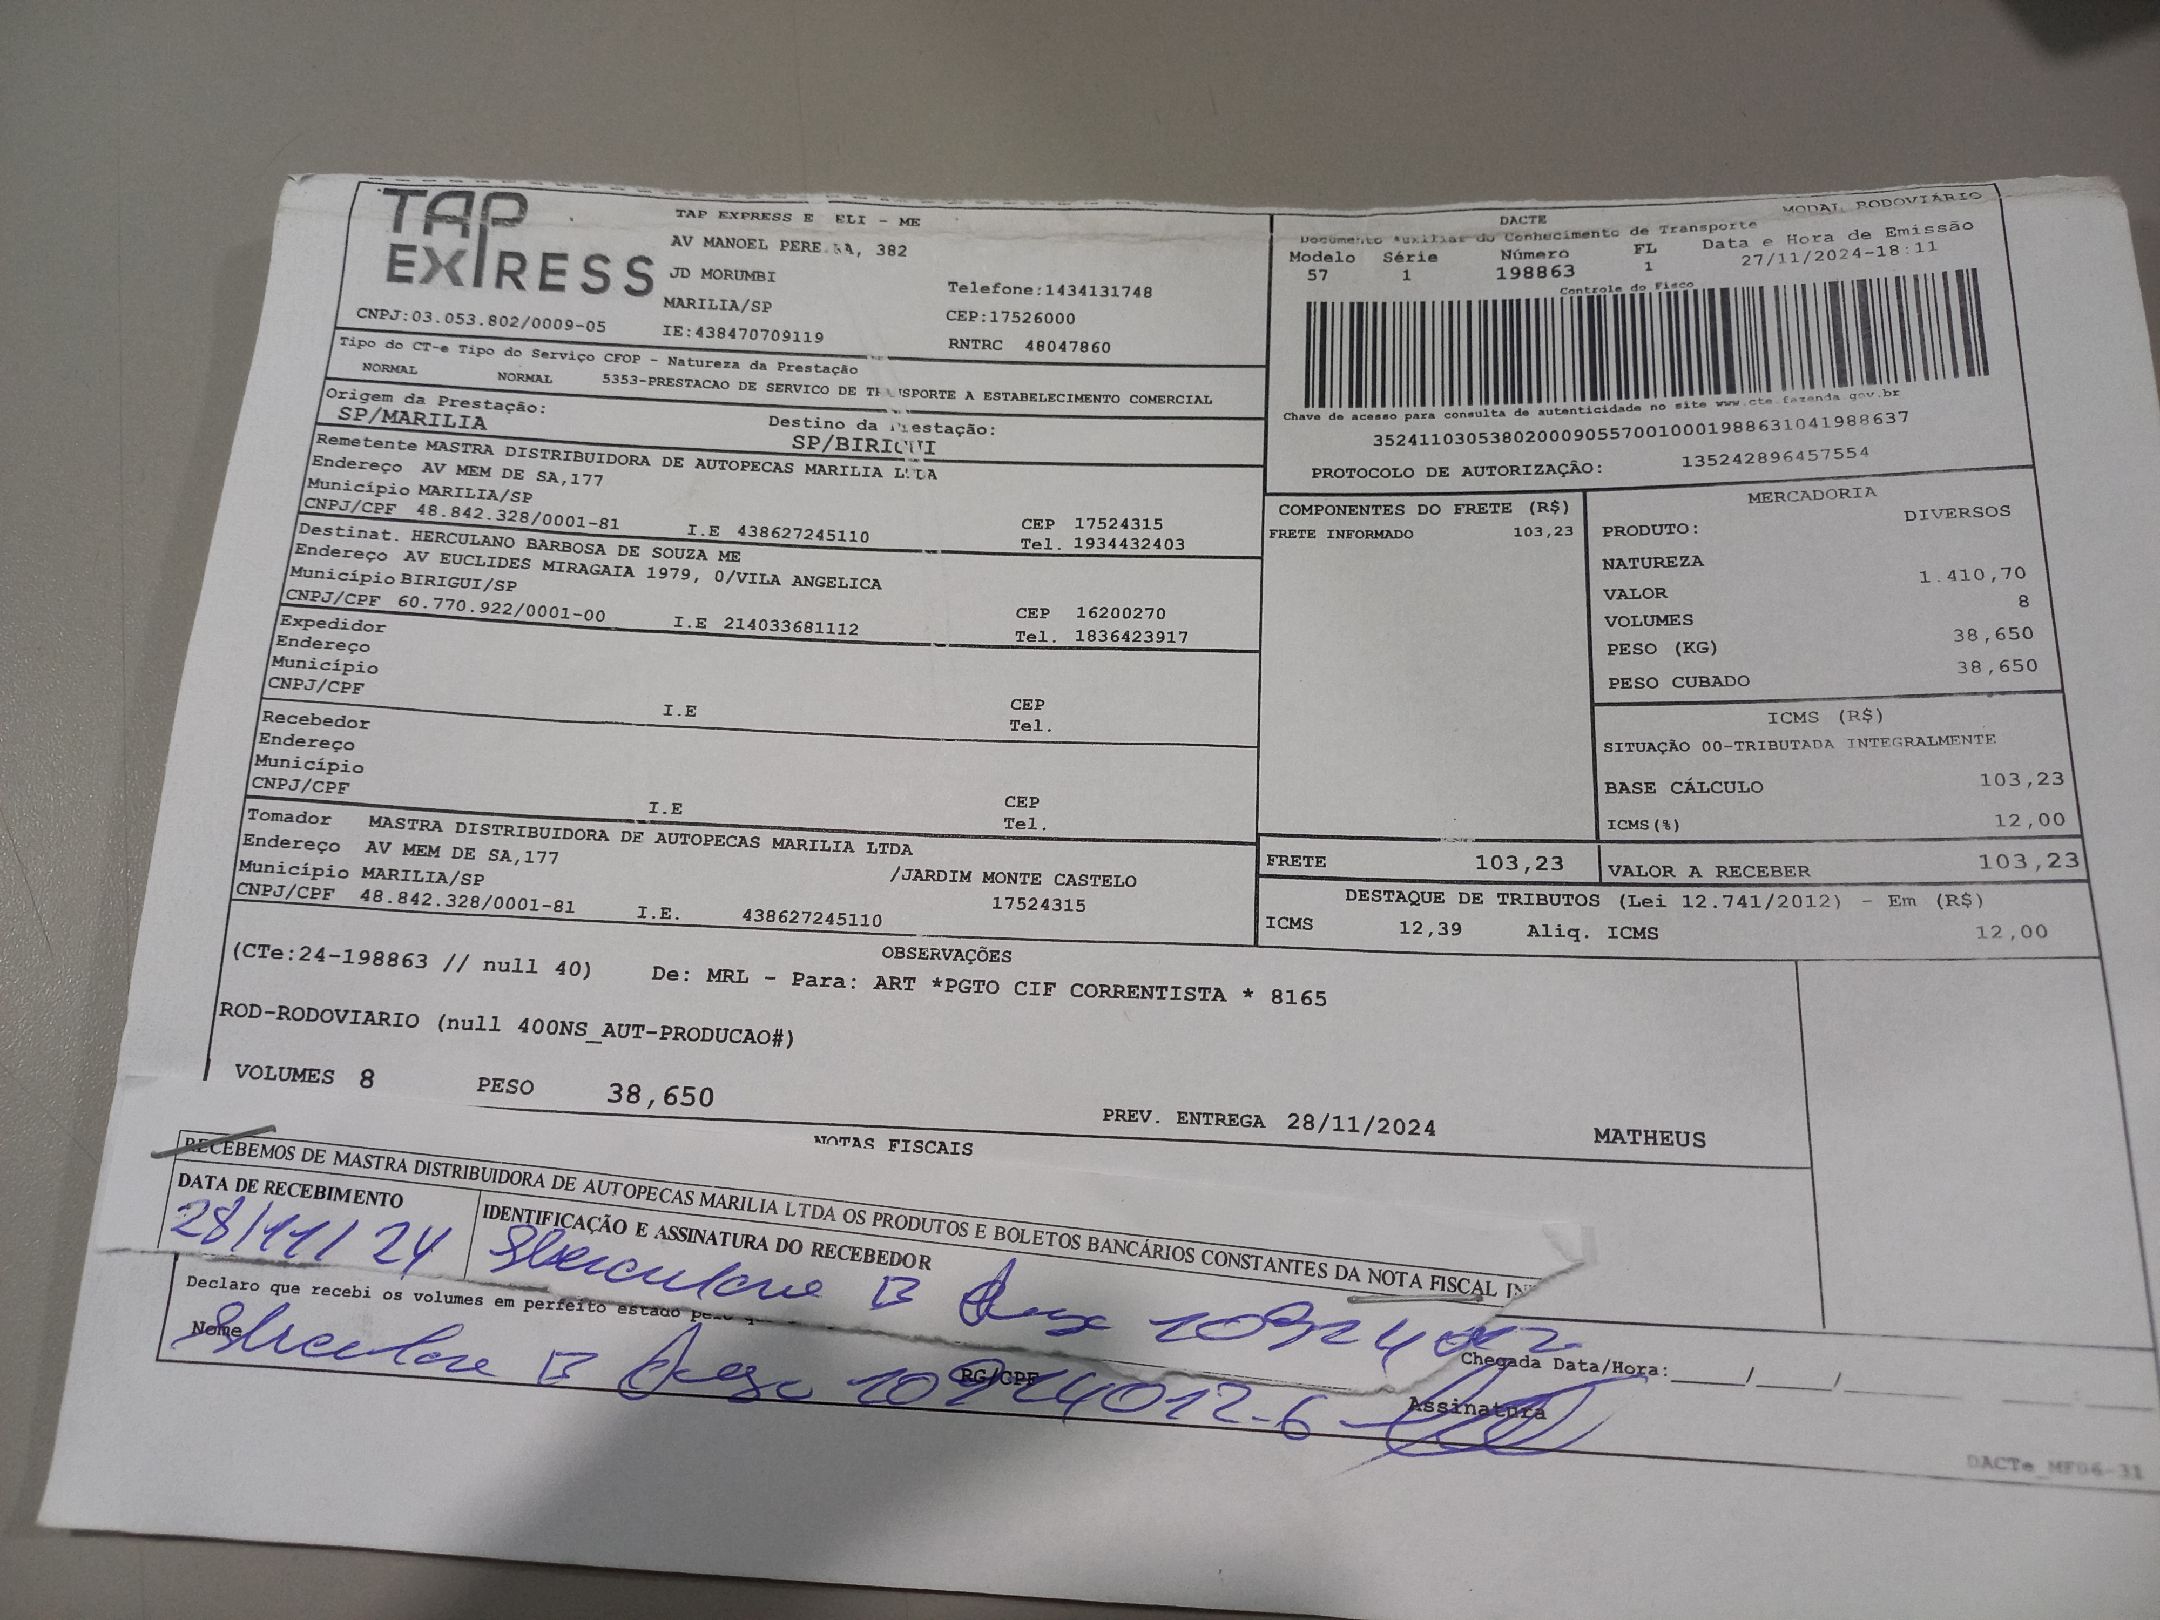 TAP EXPRESS
TAP EXPRESS E ELI - ME
AV MANOEL PERE RA, 382
JD MORUMBI
Telefone:1434131748
MARILIA/SP
CEP:17526000
CNPJ:03.053.802/0009-05
IE:438470709119
RNTRC 48047860
Tipo do CT-e Tipo do Serviço CFOP - Natureza da Prestação
NORMAL NORMAL 5353-PRESTACAO DE SERVICO DE TRANSPORTE A ESTABELECIMENTO COMERCIAL
Origem da Prestação: Destino da Prestação:
SP/MARILIA SP/BIRIGUI
MODAL RODOVIÁRIO
DACTE
Documento Auxiliar do Conhecimento de Transporte
Modelo Série Número FL Data e Hora de Emissão
57 1 198863 1 27/11/2024-18:11
Controle do Fisco
Chave de acesso para consulta de autenticidade no site www.cte.fazenda.gov.br
35241103053802000905570010001988631041988637
PROTOCOLO DE AUTORIZAÇÃO: 135242896457554
Remetente MASTRA DISTRIBUIDORA DE AUTOPECAS MARILIA LTDA
Endereço AV MEM DE SA,177
Município MARILIA/SP CEP 17524315
CNPJ/CPF 48.842.328/0001-81 I.E 438627245110 Tel. 1934432403
Destinat. HERCULANO BARBOSA DE SOUZA ME
Endereço AV EUCLIDES MIRAGAIA 1979, 0/VILA ANGELICA
Município BIRIGUI/SP CEP 16200270
CNPJ/CPF 60.770.922/0001-00 I.E 214033681112 Tel. 1836423917
Expedidor
Endereço
Município CEP
CNPJ/CPF I.E Tel.
Recebedor
Endereço
Município CEP
CNPJ/CPF I.E Tel.
Tomador MASTRA DISTRIBUIDORA DE AUTOPECAS MARILIA LTDA
Endereço AV MEM DE SA,177 /JARDIM MONTE CASTELO
Município MARILIA/SP 17524315
CNPJ/CPF 48.842.328/0001-81 I.E. 438627245110
COMPONENTES DO FRETE (R$)
FRETE INFORMADO 103,23
MERCADORIA
PRODUTO: DIVERSOS
NATUREZA
VALOR 1.410,70
VOLUMES 8
PESO (KG) 38,650
PESO CUBADO 38,650
ICMS (R$)
SITUAÇÃO 00-TRIBUTADA INTEGRALMENTE
BASE CÁLCULO 103,23
ICMS(%) 12,00
FRETE 103,23 VALOR A RECEBER 103,23
DESTAQUE DE TRIBUTOS (Lei 12.741/2012) - Em (R$)
ICMS 12,39 Aliq. ICMS 12,00
OBSERVAÇÕES
(CTe:24-198863 // null 40) De: MRL - Para: ART *PGTO CIF CORRENTISTA * 8165
ROD-RODOVIARIO (null 400NS_AUT-PRODUCAO#)
VOLUMES 8 PESO 38,650 PREV. ENTREGA 28/11/2024 MATHEUS
NOTAS FISCAIS
RECEBEMOS DE MASTRA DISTRIBUIDORA DE AUTOPECAS MARILIA LTDA OS PRODUTOS E BOLETOS BANCÁRIOS CONSTANTES DA NOTA FISCAL IN
DATA DE RECEBIMENTO IDENTIFICAÇÃO E ASSINATURA DO RECEBEDOR
28/11/24 Herculano B
Declaro que recebi os volumes em perfeito estado
Chegada Data/Hora: ___/___/___
Nome RG/CPF Assinatura
Herculano B 10924012-6
DACTe_MF06-31